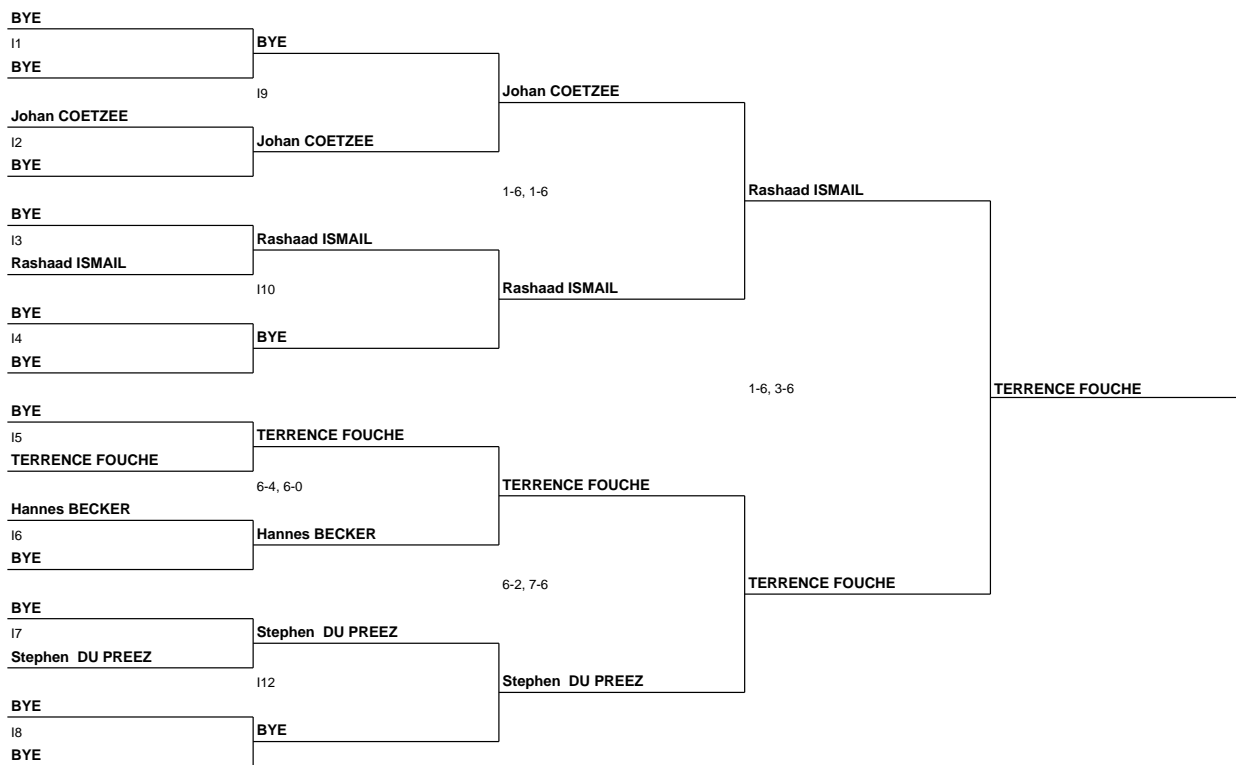 BYE
I1
BYE
BYE
I9
Johan COETZEE
Johan COETZEE
I2
Johan COETZEE
BYE
1-6, 1-6
Rashaad ISMAIL
BYE
I3
Rashaad ISMAIL
Rashaad ISMAIL
I10
Rashaad ISMAIL
BYE
I4
BYE
BYE
1-6, 3-6
TERRENCE FOUCHE
BYE
I5
TERRENCE FOUCHE
TERRENCE FOUCHE
6-4, 6-0
TERRENCE FOUCHE
Hannes BECKER
I6
Hannes BECKER
BYE
6-2, 7-6
TERRENCE FOUCHE
BYE
I7
Stephen  DU PREEZ
Stephen  DU PREEZ
I12
Stephen  DU PREEZ
BYE
I8
BYE
BYE